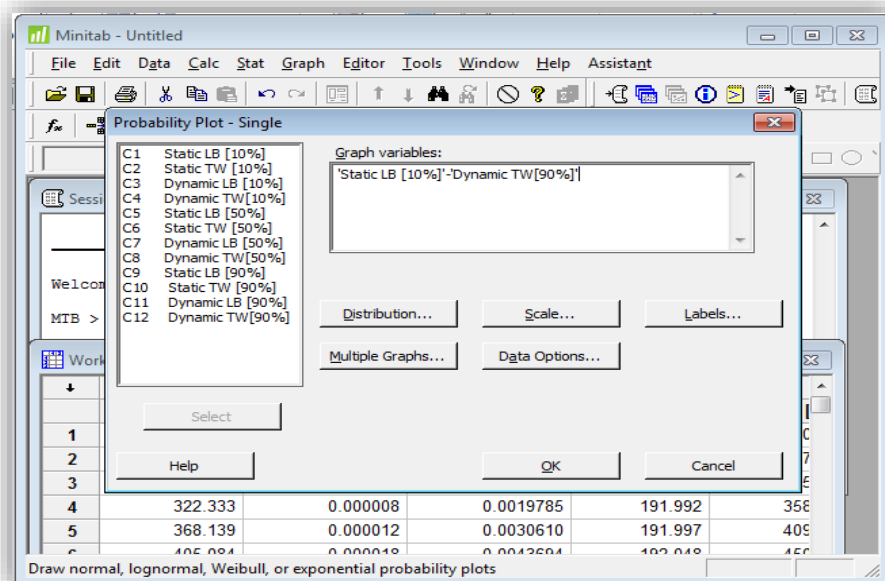 Minitab - Untitled
File Edit Data Calc Stat Graph Editor Tools Window Help Assistant
Probability Plot - Single
C1 Static LB [10%]
C2 Static TW [10%]
C3 Dynamic LB [10%]
C4 Dynamic TW[10%]
C5 Static LB [50%]
C6 Static TW [50%]
C7 Dynamic LB [50%]
C8 Dynamic TW[50%]
C9 Static LB [90%]
C10 Static TW [90%]
C11 Dynamic LB [90%]
C12 Dynamic TW[90%]
Graph variables:
'Static LB [10%]'-'Dynamic TW[90%]'
Distribution...
Scale...
Labels...
Multiple Graphs...
Data Options...
Select
Help
OK
Cancel
Sessi
Welcom
MTB >
Work
1
2
3
4 322.333 0.000008 0.0019785 191.992 358
5 368.139 0.000012 0.0030610 191.997 409
Draw normal, lognormal, Weibull, or exponential probability plots